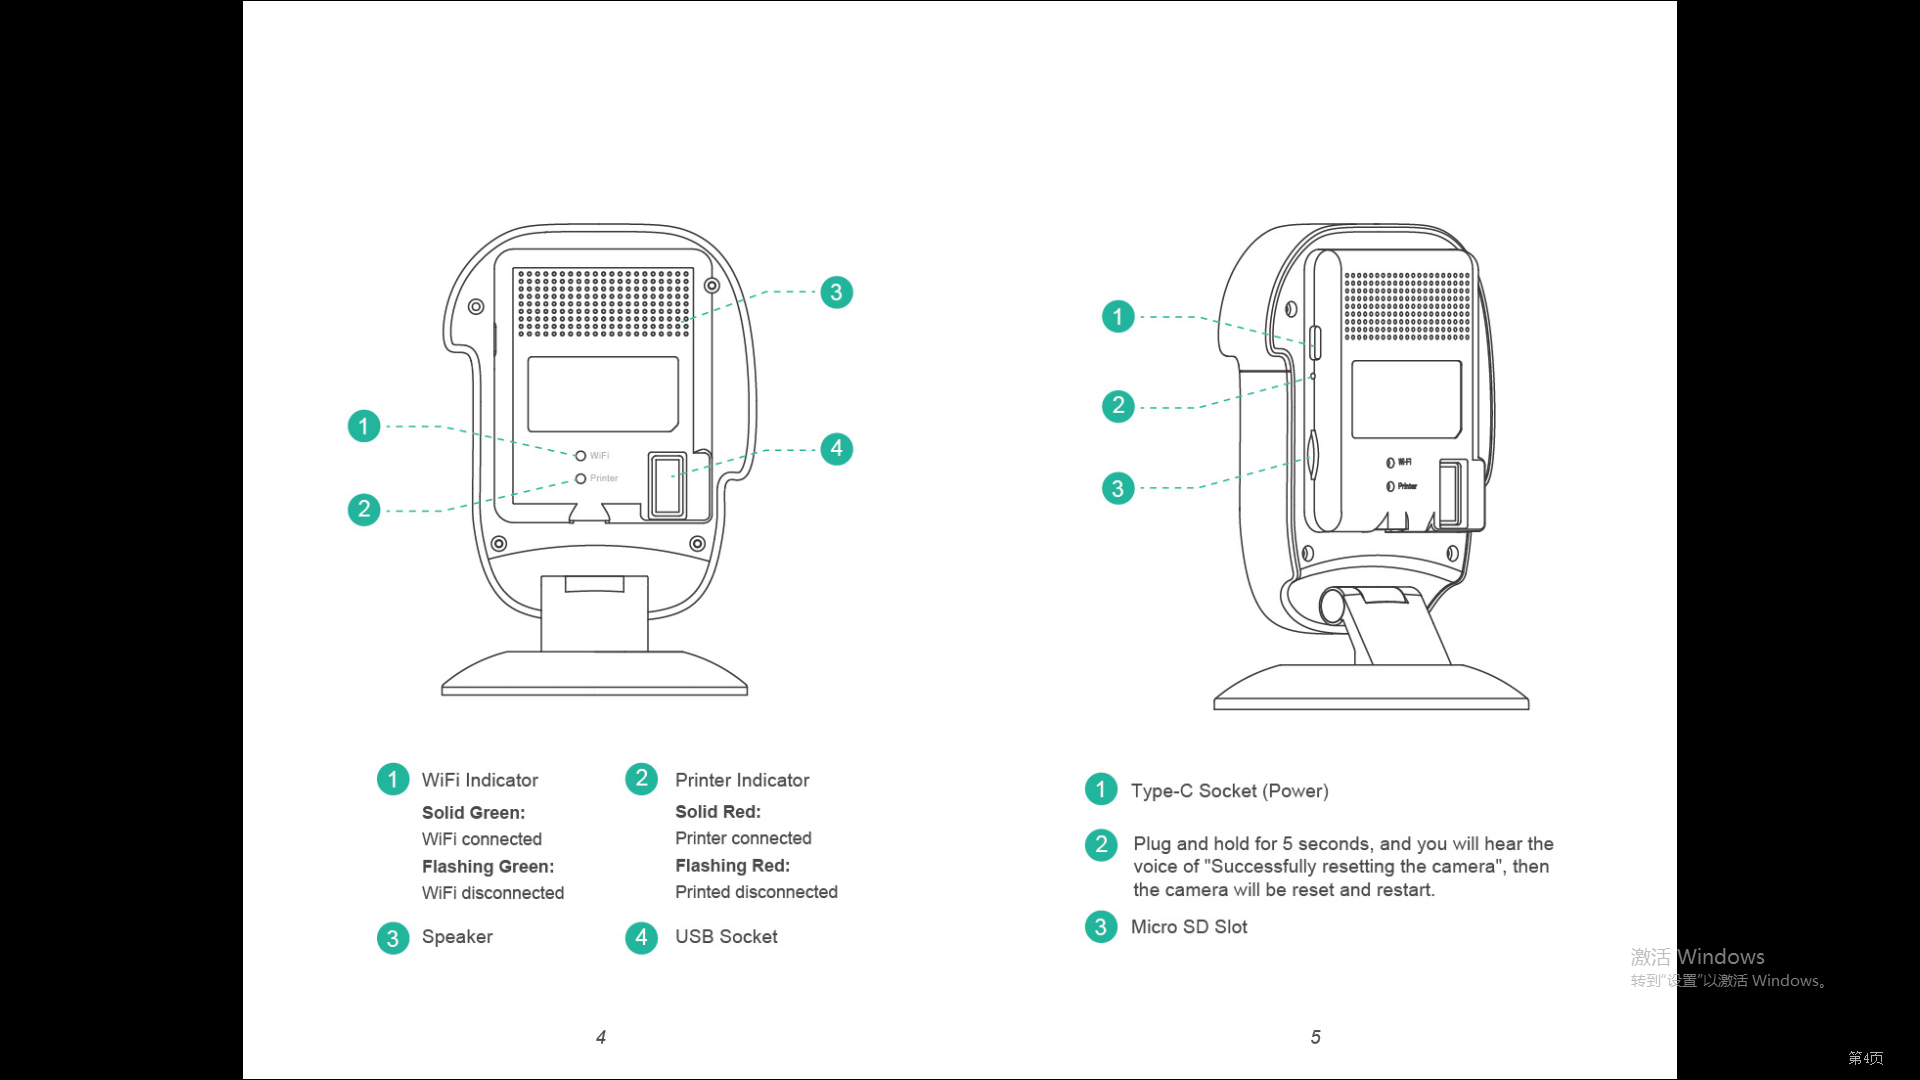 3
1
4
WiFi
Printer
2
1
2
3
Wi-Fi
Printer
1 WiFi Indicator
Solid Green:
WiFi connected
Flashing Green:
WiFi disconnected
2 Printer Indicator
Solid Red:
Printer connected
Flashing Red:
Printed disconnected
3 Speaker
4 USB Socket
1 Type-C Socket (Power)
2 Plug and hold for 5 seconds, and you will hear the
voice of "Successfully resetting the camera", then
the camera will be reset and restart.
3 Micro SD Slot
激活 Windows
转到“设置”以激活 Windows。
4
5
第4页